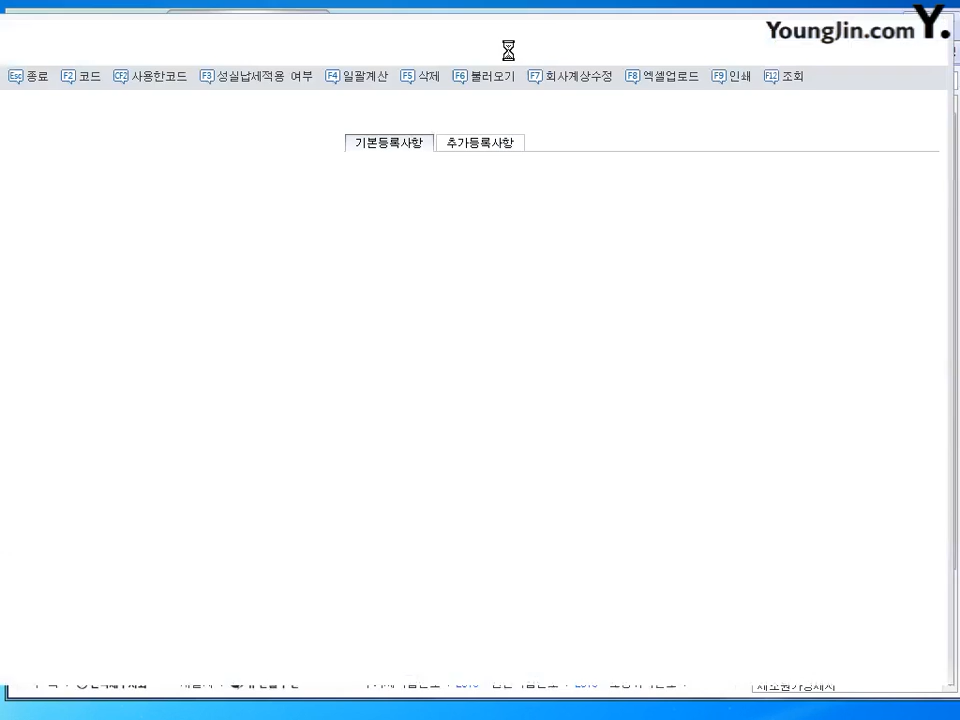 YoungJin.com Y.
Esc 종료 F2 코드 CF2 사용한코드 F3 성실납세적용 여부 F4 일괄계산 F5 삭제 F6 불러오기 F7 회사계상수정 F8 엑셀업로드 F9 인쇄 F12 조회
기본등록사항 추가등록사항